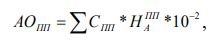 АО_ПП = ∑ С_ПП * Н_А^ПП * 10^-2,